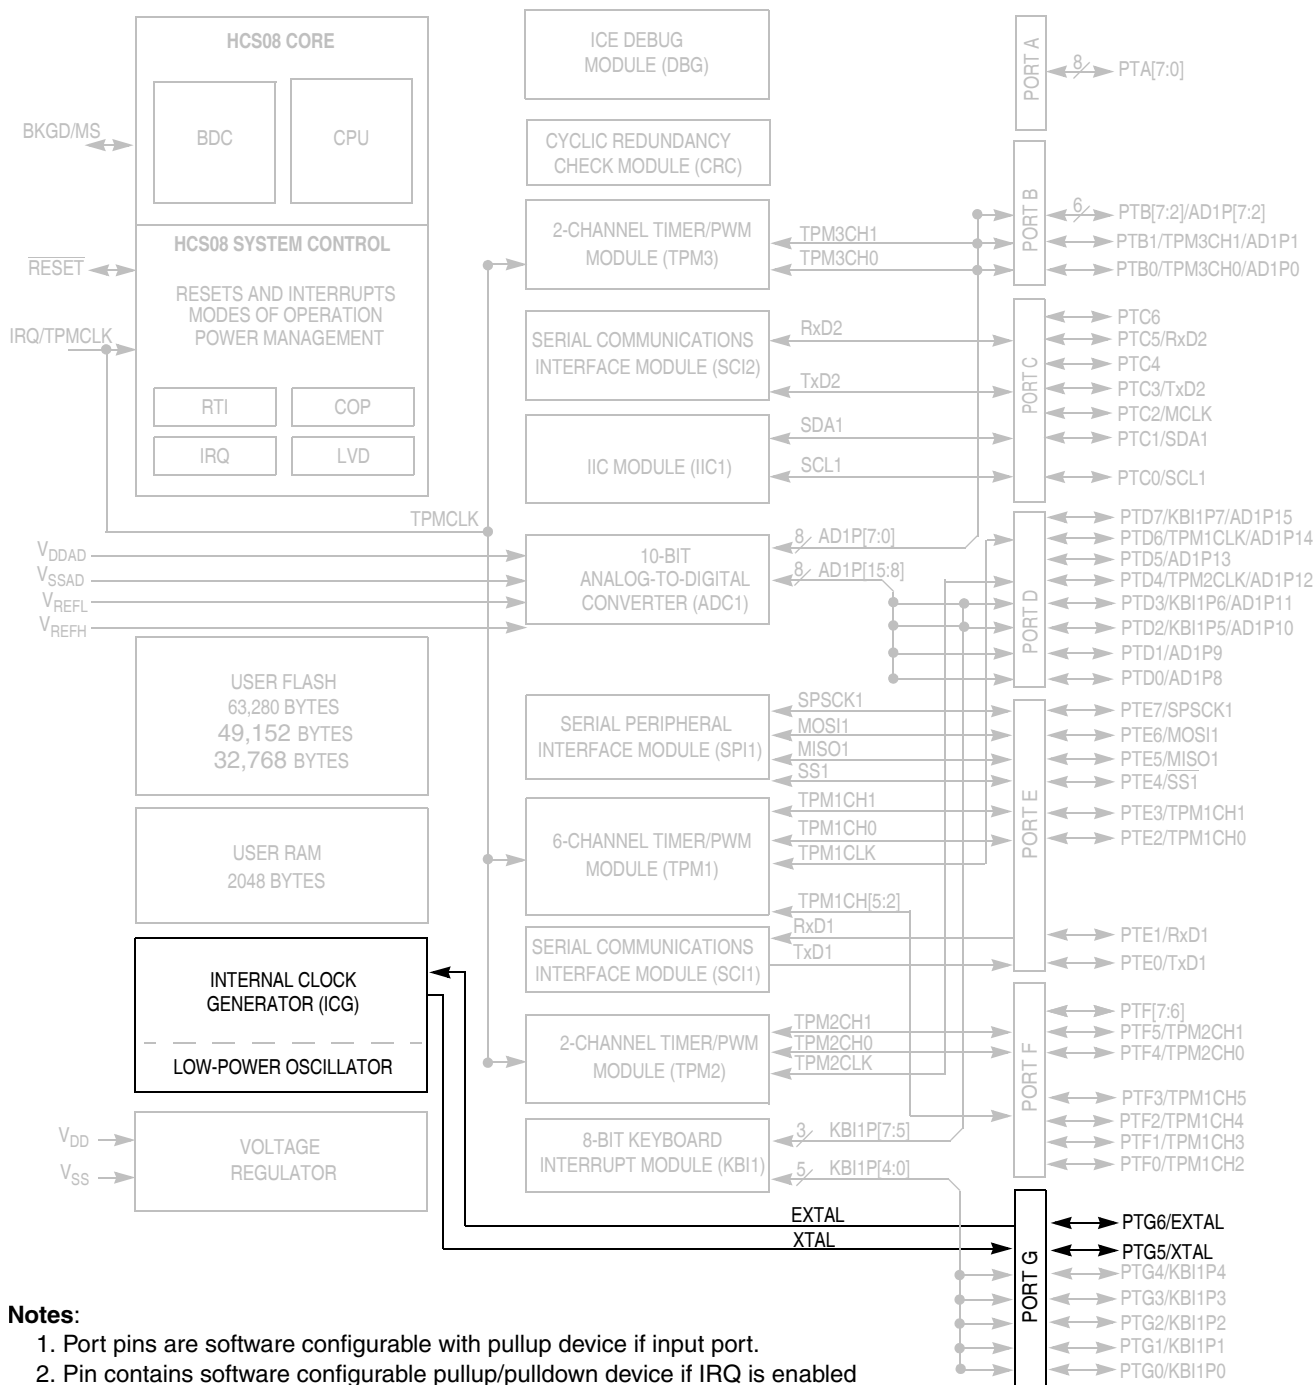 HCS08 CORE
BDC
CPU
BKGD/MS
HCS08 SYSTEM CONTROL
RESET
RESETS AND INTERRUPTS
MODES OF OPERATION
POWER MANAGEMENT
IRQ/TPMCLK
RTI
COP
IRQ
LVD
TPMCLK
VDDAD
VSSAD
VREFL
VREFH
USER FLASH
63,280 BYTES
49,152 BYTES
32,768 BYTES
USER RAM
2048 BYTES
INTERNAL CLOCK
GENERATOR (ICG)
LOW-POWER OSCILLATOR
VDD
VSS
VOLTAGE
REGULATOR
ICE DEBUG
MODULE (DBG)
CYCLIC REDUNDANCY
CHECK MODULE (CRC)
2-CHANNEL TIMER/PWM
MODULE (TPM3)
TPM3CH1
TPM3CH0
SERIAL COMMUNICATIONS
INTERFACE MODULE (SCI2)
RxD2
TxD2
IIC MODULE (IIC1)
SDA1
SCL1
10-BIT
ANALOG-TO-DIGITAL
CONVERTER (ADC1)
8 AD1P[7:0]
8 AD1P[15:8]
SERIAL PERIPHERAL
INTERFACE MODULE (SPI1)
SPSCK1
MOSI1
MISO1
SS1
6-CHANNEL TIMER/PWM
MODULE (TPM1)
TPM1CH1
TPM1CH0
TPM1CLK
TPM1CH[5:2]
SERIAL COMMUNICATIONS
INTERFACE MODULE (SCI1)
RxD1
TxD1
2-CHANNEL TIMER/PWM
MODULE (TPM2)
TPM2CH1
TPM2CH0
TPM2CLK
8-BIT KEYBOARD
INTERRUPT MODULE (KBI1)
3 KBI1P[7:5]
5 KBI1P[4:0]
EXTAL
XTAL
PORT A
8 PTA[7:0]
PORT B
6 PTB[7:2]/AD1P[7:2]
PTB1/TPM3CH1/AD1P1
PTB0/TPM3CH0/AD1P0
PORT C
PTC6
PTC5/RxD2
PTC4
PTC3/TxD2
PTC2/MCLK
PTC1/SDA1
PTC0/SCL1
PORT D
PTD7/KBI1P7/AD1P15
PTD6/TPM1CLK/AD1P14
PTD5/AD1P13
PTD4/TPM2CLK/AD1P12
PTD3/KBI1P6/AD1P11
PTD2/KBI1P5/AD1P10
PTD1/AD1P9
PTD0/AD1P8
PORT E
PTE7/SPSCK1
PTE6/MOSI1
PTE5/MISO1
PTE4/SS1
PTE3/TPM1CH1
PTE2/TPM1CH0
PTE1/RxD1
PTE0/TxD1
PORT F
PTF[7:6]
PTF5/TPM2CH1
PTF4/TPM2CH0
PTF3/TPM1CH5
PTF2/TPM1CH4
PTF1/TPM1CH3
PTF0/TPM1CH2
PORT G
PTG6/EXTAL
PTG5/XTAL
PTG4/KBI1P4
PTG3/KBI1P3
PTG2/KBI1P2
PTG1/KBI1P1
PTG0/KBI1P0
Notes:
1. Port pins are software configurable with pullup device if input port.
2. Pin contains software configurable pullup/pulldown device if IRQ is enabled